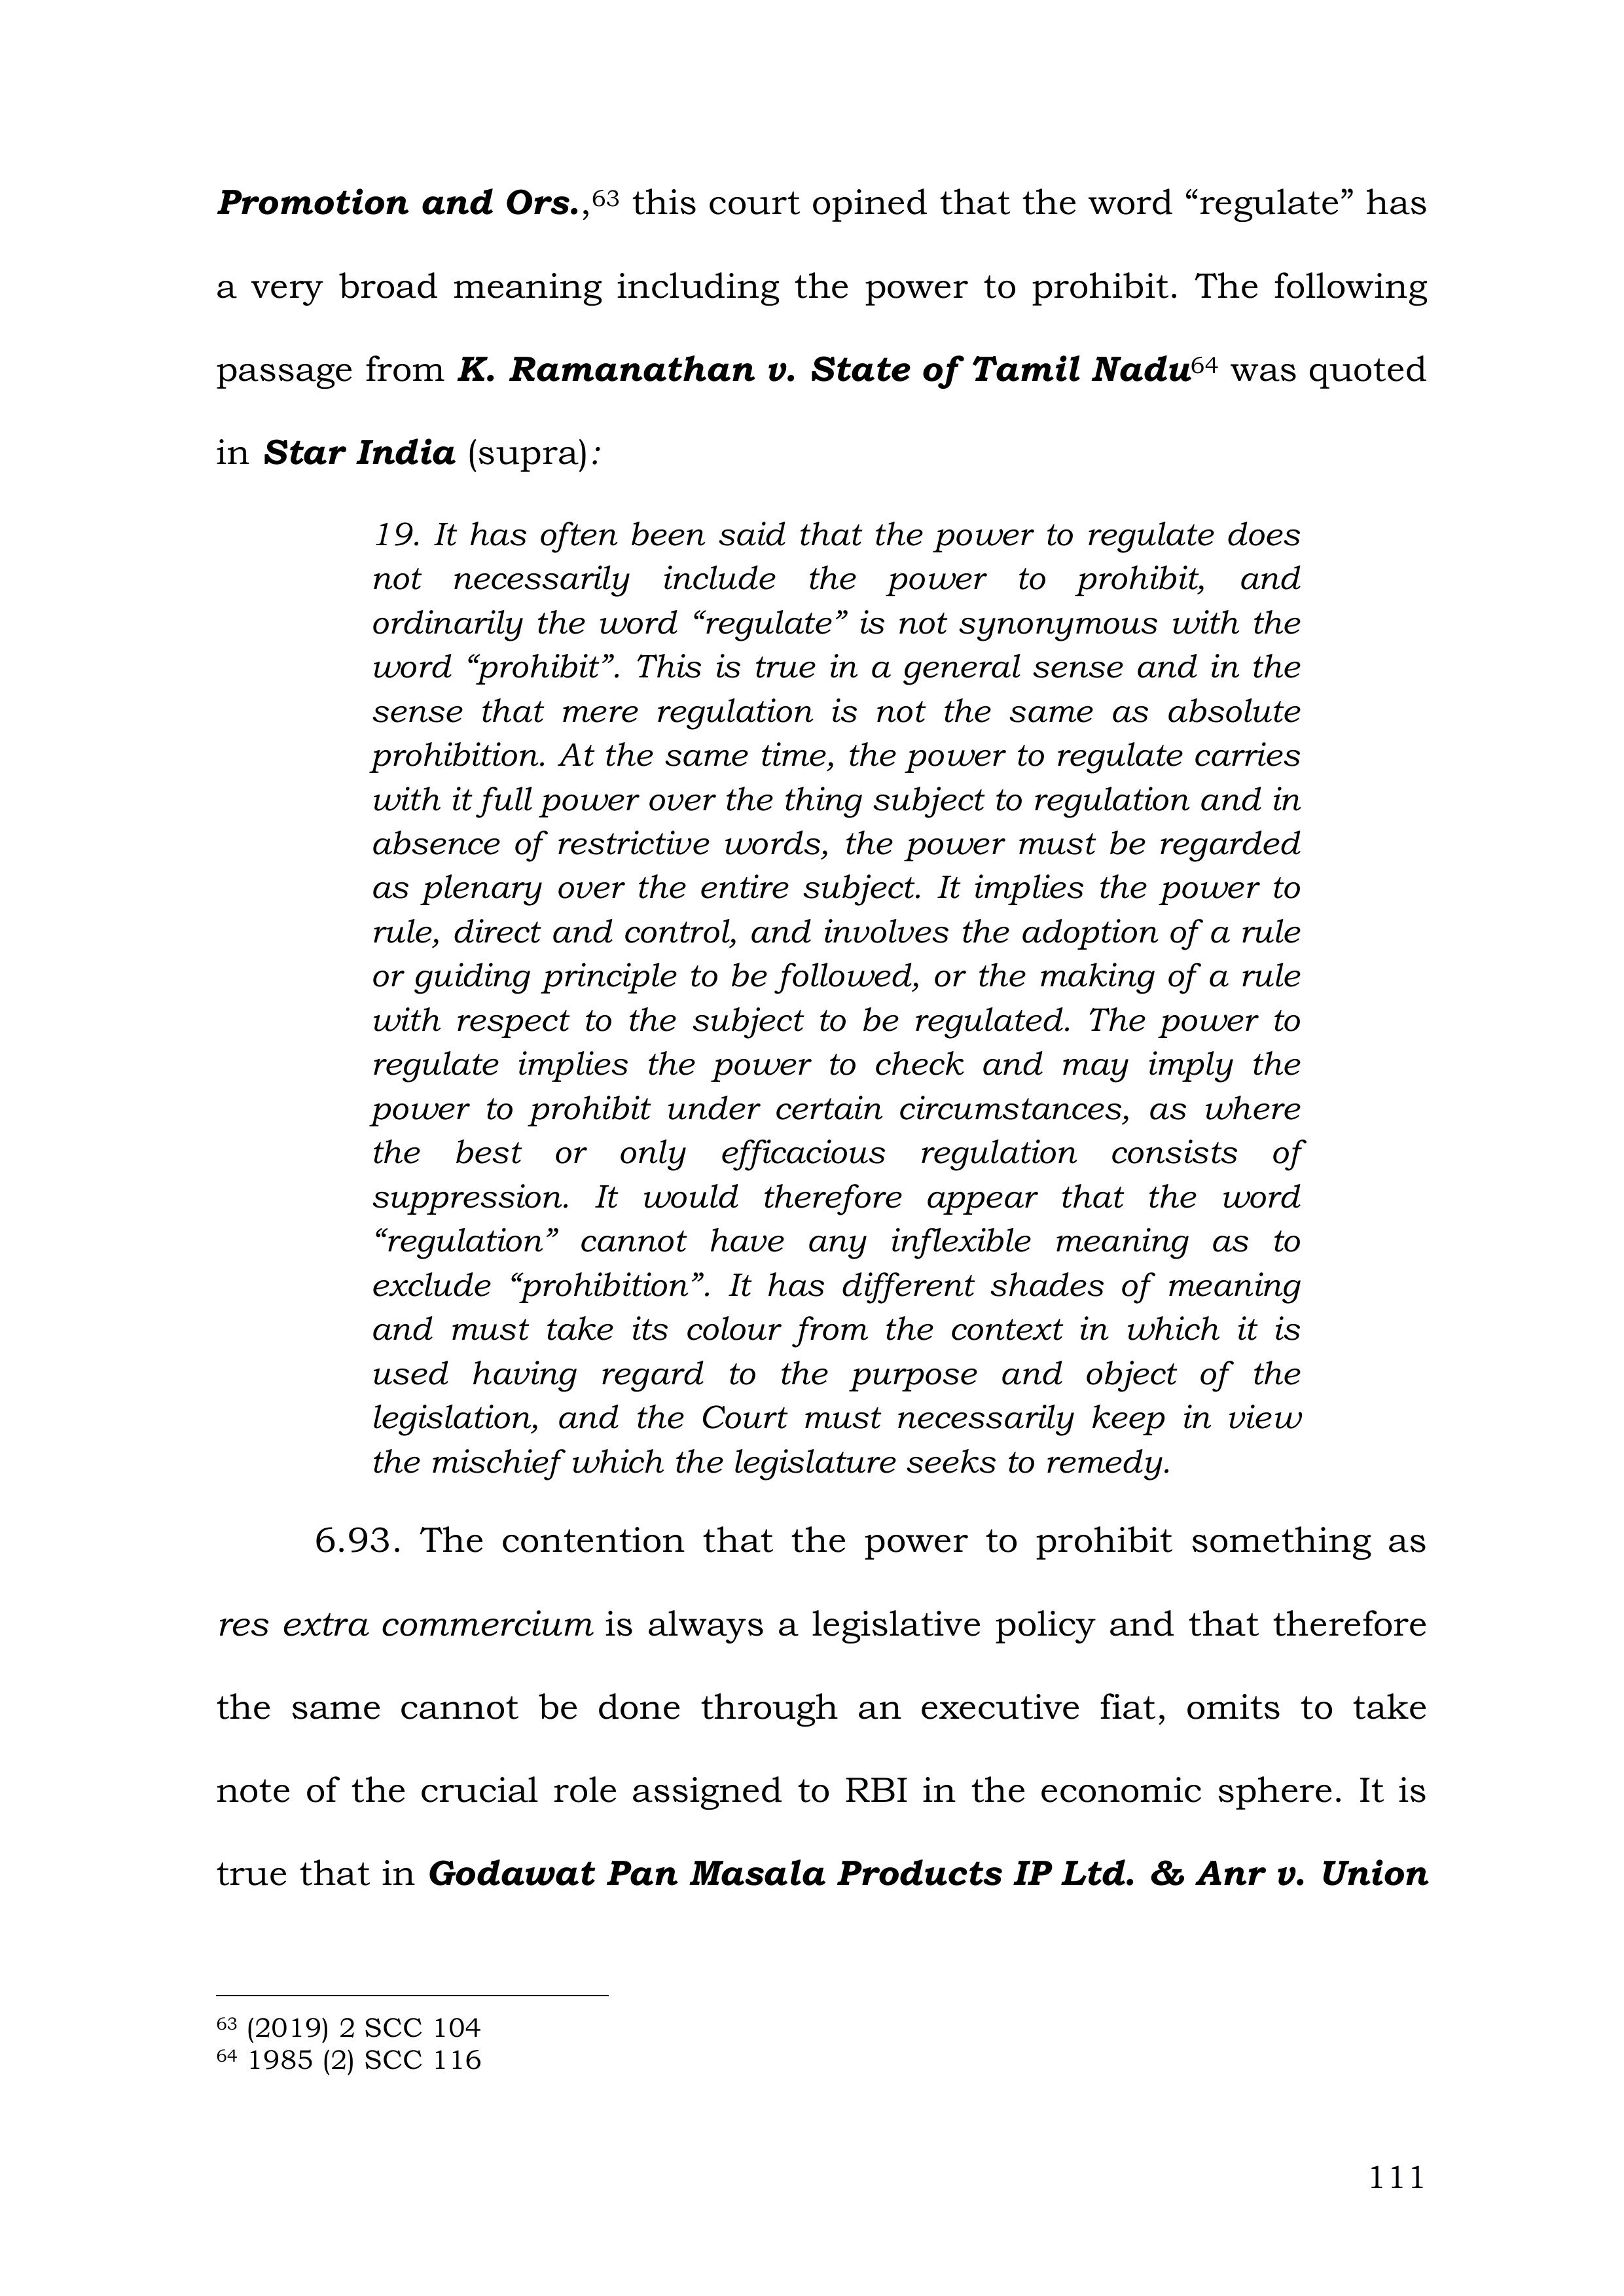 Promotion and Ors.,63 this court opined that the word “regulate” has
a very broad meaning including the power to prohibit. The following
passage from K. Ramanathan v. State of Tamil Nadu64 was quoted
in Star India (supra):
19. It has often been said that the power to regulate does
not necessarily include the power to prohibit, and
ordinarily the word “regulate” is not synonymous with the
word “prohibit”. This is true in a general sense and in the
sense that mere regulation is not the same as absolute
prohibition. At the same time, the power to regulate carries
with it full power over the thing subject to regulation and in
absence of restrictive words, the power must be regarded
as plenary over the entire subject. It implies the power to
rule, direct and control, and involves the adoption of a rule
or guiding principle to be followed, or the making of a rule
with respect to the subject to be regulated. The power to
regulate implies the power to check and may imply the
power to prohibit under certain circumstances, as where
the best or only efficacious regulation consists of
suppression. It would therefore appear that the word
“regulation” cannot have any inflexible meaning as to
exclude “prohibition”. It has different shades of meaning
and must take its colour from the context in which it is
used having regard to the purpose and object of the
legislation, and the Court must necessarily keep in view
the mischief which the legislature seeks to remedy.
6.93. The contention that the power to prohibit something as
res extra commercium is always a legislative policy and that therefore
the same cannot be done through an executive fiat, omits to take
note of the crucial role assigned to RBI in the economic sphere. It is
true that in Godawat Pan Masala Products IP Ltd. & Anr v. Union
63 (2019) 2 SCC 104
64 1985 (2) SCC 116
111